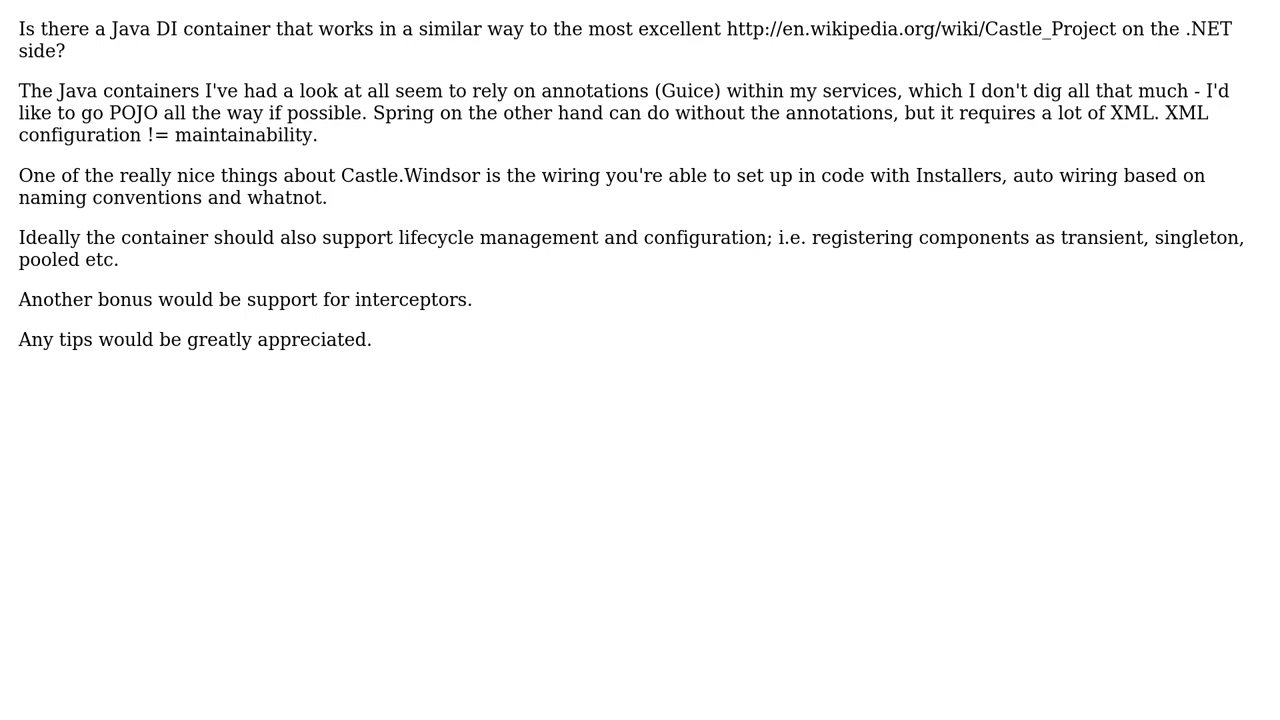 Is there a Java DI container that works in a similar way to the most excellent http://en.wikipedia.org/wiki/Castle_Project on the .NET
side?
The Java containers I've had a look at all seem to rely on annotations (Guice) within my services, which I don't dig all that much - I'd
like to go POJO all the way if possible. Spring on the other hand can do without the annotations, but it requires a lot of XML. XML
configuration != maintainability.
One of the really nice things about Castle.Windsor is the wiring you're able to set up in code with Installers, auto wiring based on
naming conventions and whatnot.
Ideally the container should also support lifecycle management and configuration; i.e. registering components as transient, singleton,
pooled etc.
Another bonus would be support for interceptors.
Any tips would be greatly appreciated.